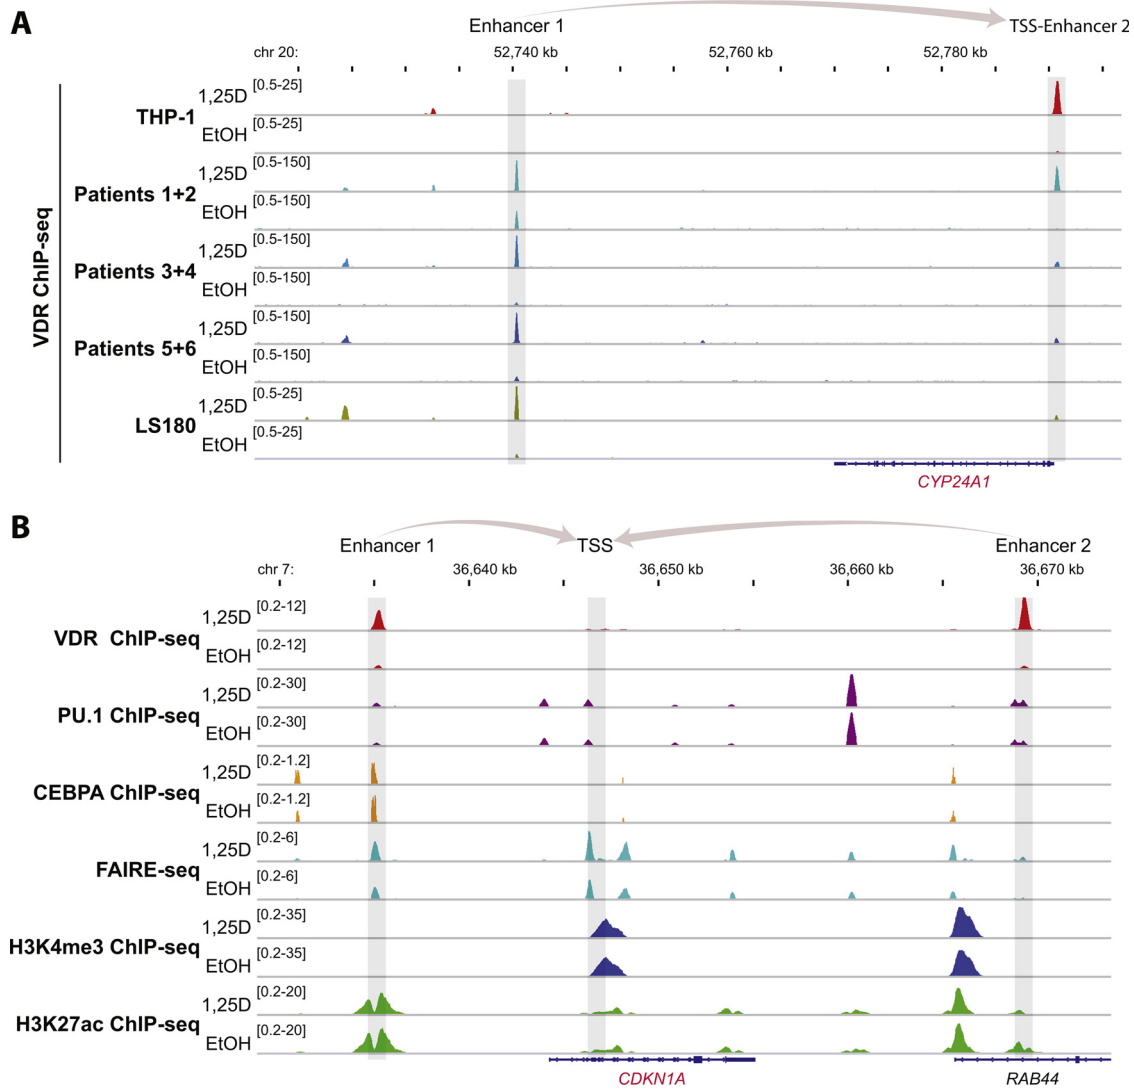 A
Enhancer 1
TSS-Enhancer 2
chr 20:
52,740 kb
52,760 kb
52,780 kb
VDR ChIP-seq
THP-1
1,25D
[0.5-25]
EtOH
[0.5-25]
Patients 1+2
1,25D
[0.5-150]
EtOH
[0.5-150]
Patients 3+4
1,25D
[0.5-150]
EtOH
[0.5-150]
Patients 5+6
1,25D
[0.5-150]
EtOH
[0.5-150]
LS180
1,25D
[0.5-25]
EtOH
[0.5-25]
CYP24A1
B
Enhancer 1
TSS
Enhancer 2
chr 7:
36,640 kb
36,650 kb
36,660 kb
36,670 kb
VDR ChIP-seq
1,25D
[0.2-12]
EtOH
[0.2-12]
PU.1 ChIP-seq
1,25D
[0.2-30]
EtOH
[0.2-30]
CEBPA ChIP-seq
1,25D
[0.2-1.2]
EtOH
[0.2-1.2]
FAIRE-seq
1,25D
[0.2-6]
EtOH
[0.2-6]
H3K4me3 ChIP-seq
1,25D
[0.2-35]
EtOH
[0.2-35]
H3K27ac ChIP-seq
1,25D
[0.2-20]
EtOH
[0.2-20]
CDKN1A
RAB44